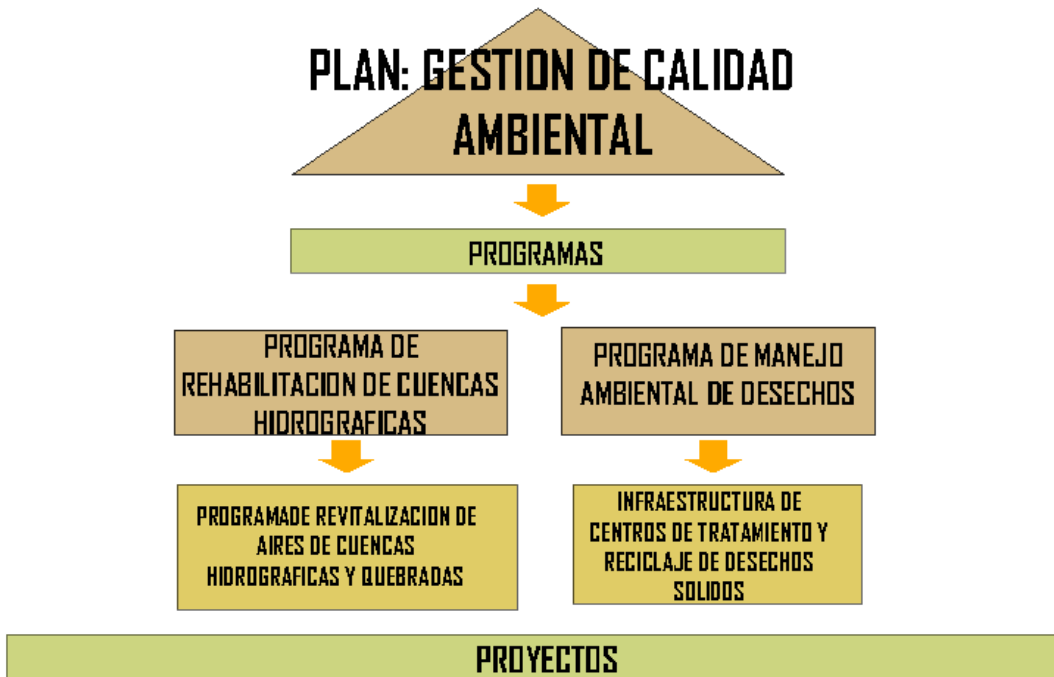 PLAN: GESTION DE CALIDAD
AMBIENTAL
PROGRAMAS
PROGRAMA DE
REHABILITACION DE CUENCAS
HIDROGRAFICAS
PROGRAMA DE MANEJO
AMBIENTAL DE DESECHOS
PROGRAMADE REVITALIZACION DE
AIRES DE CUENCAS
HIDROGRAFICAS Y QUEBRADAS
INFRAESTRUCTURA DE
CENTROS DE TRATAMIENTO Y
RECICLAJE DE DESECHOS
SOLIDOS
PROYECTOS